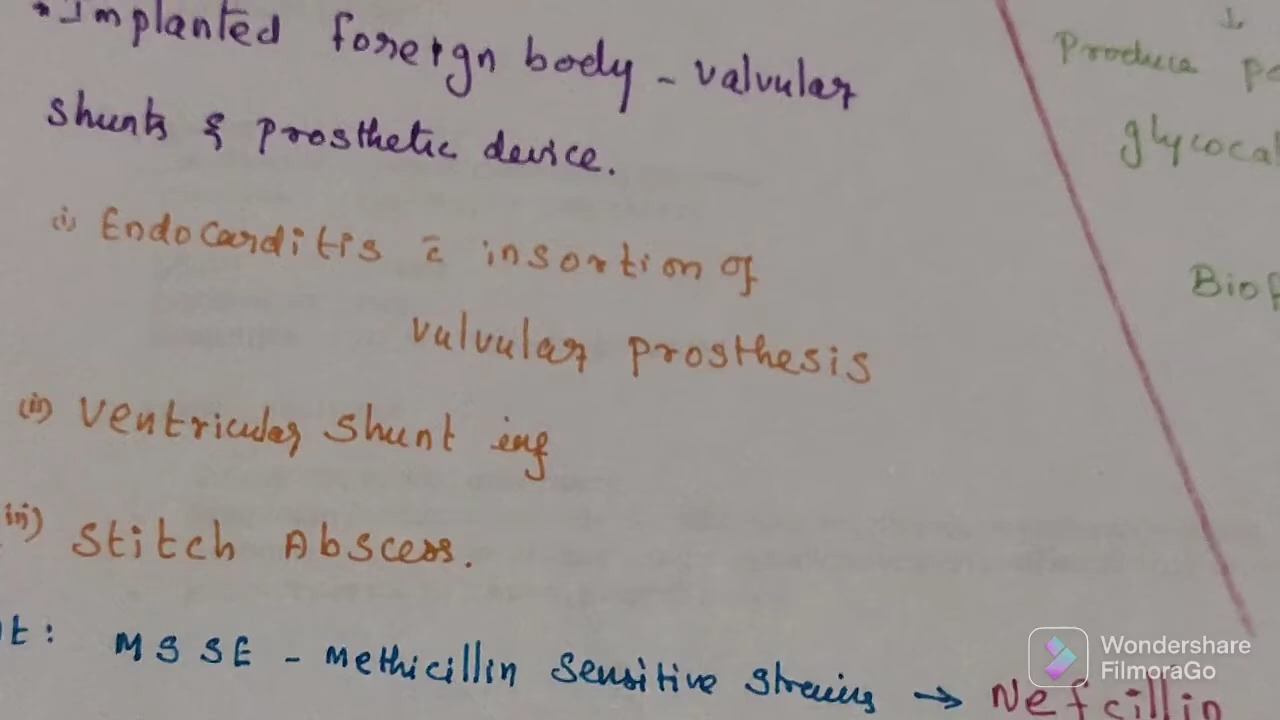 * Implanted foreign body - valvular
shunts & prosthetic device.
(i) Endocarditis c̄ insortion of
valvular prosthesis
(ii) Ventricular shunt inf
iii) Stitch Abscess.
t: MSSE - Methicillin Sensitive strains → Nefcillin
↓
Produce
glycocal
Biof
Wondershare
FilmoraGo